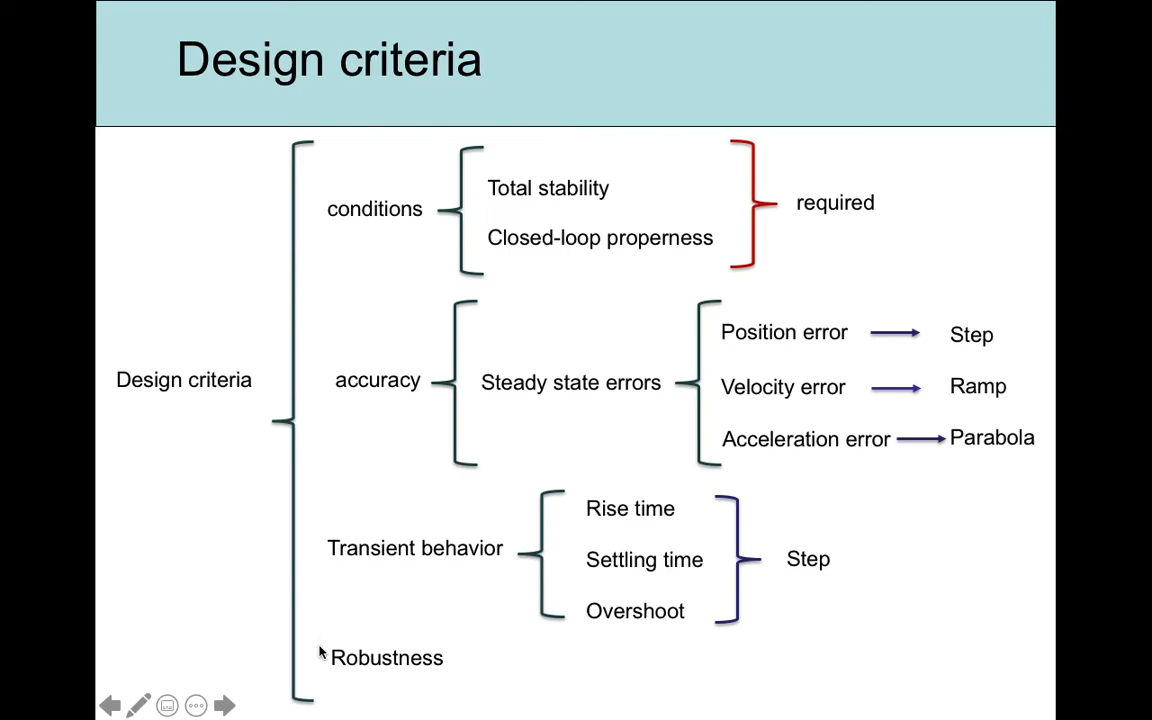 Design criteria
Design criteria
conditions
Total stability
Closed-loop properness
required
accuracy
Steady state errors
Position error
Step
Velocity error
Ramp
Acceleration error
Parabola
Transient behavior
Rise time
Settling time
Overshoot
Step
Robustness